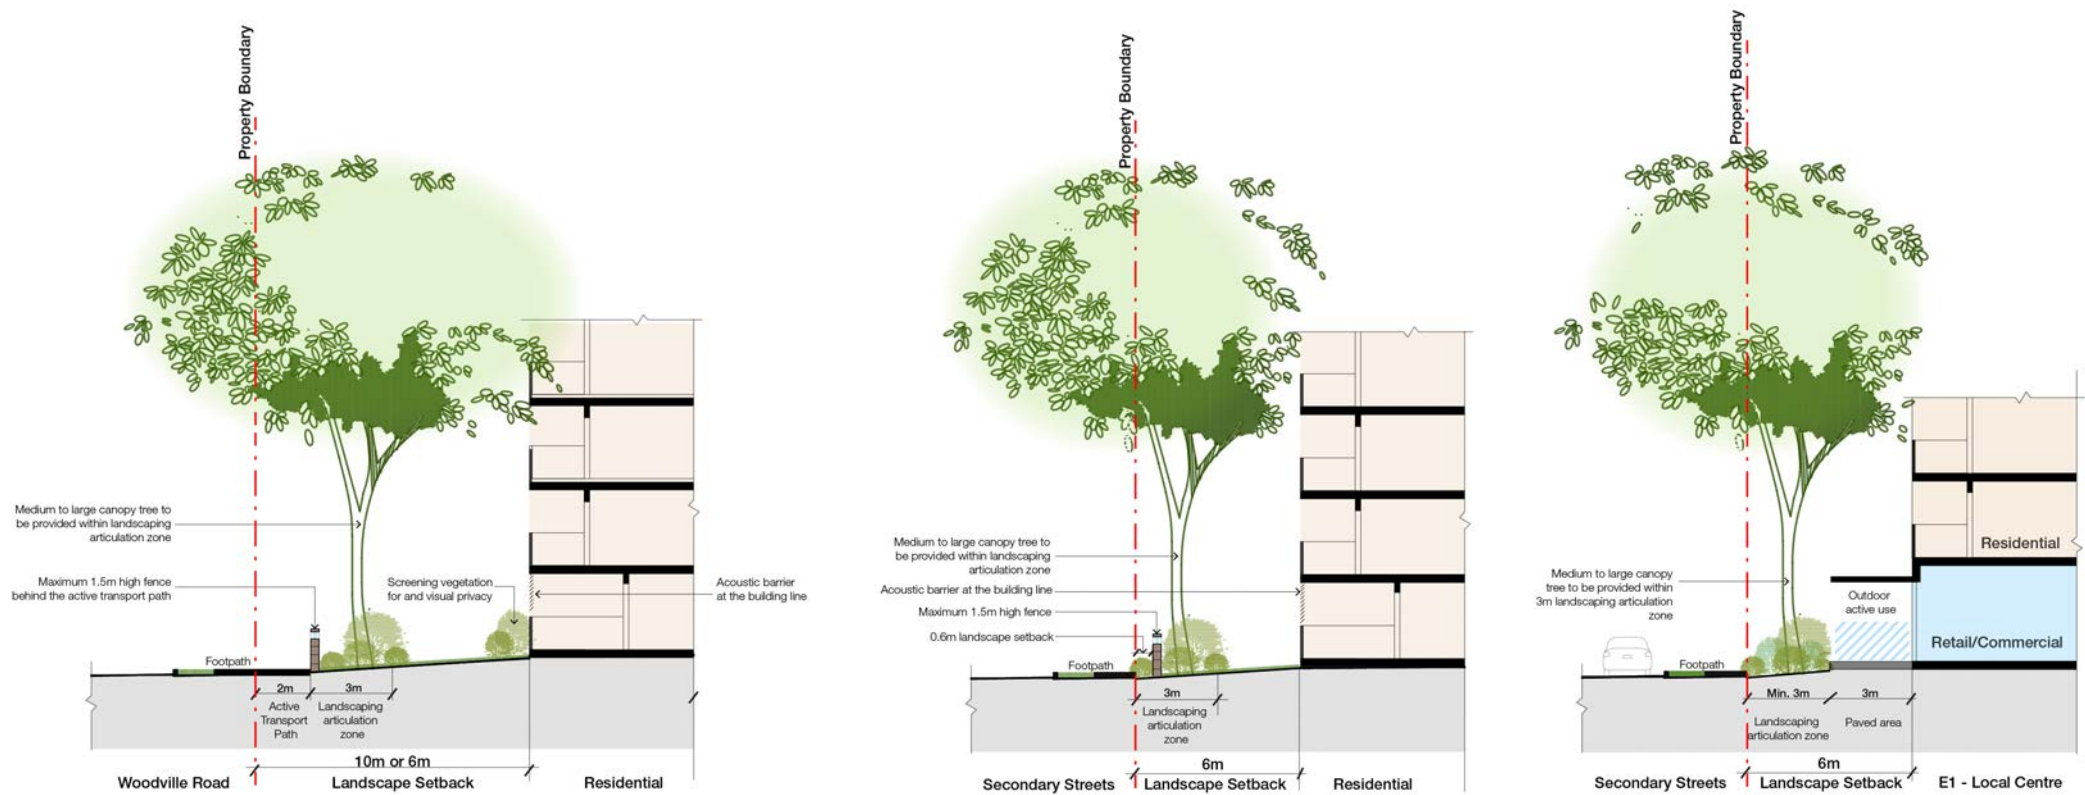 Property Boundary
Medium to large canopy tree to
be provided within landscaping
articulation zone
Maximum 1.5m high fence
behind the active transport path
Screening vegetation
for and visual privacy
Acoustic barrier
at the building line
Footpath
2m
3m
Active
Transport
Path
Landscaping
articulation
zone
10m or 6m
Woodville Road
Landscape Setback
Residential
Property Boundary
Medium to large canopy tree to
be provided within landscaping
articulation zone
Acoustic barrier at the building line
Maximum 1.5m high fence
0.6m landscape setback
Footpath
3m
Landscaping
articulation
zone
6m
Secondary Streets
Landscape Setback
Residential
Property Boundary
Medium to large canopy
tree to be provided within
3m landscaping articulation
zone
Residential
Outdoor
active use
Retail/Commercial
Footpath
Min. 3m
3m
Landscaping
articulation zone
Paved area
6m
Secondary Streets
Landscape Setback
E1 - Local Centre